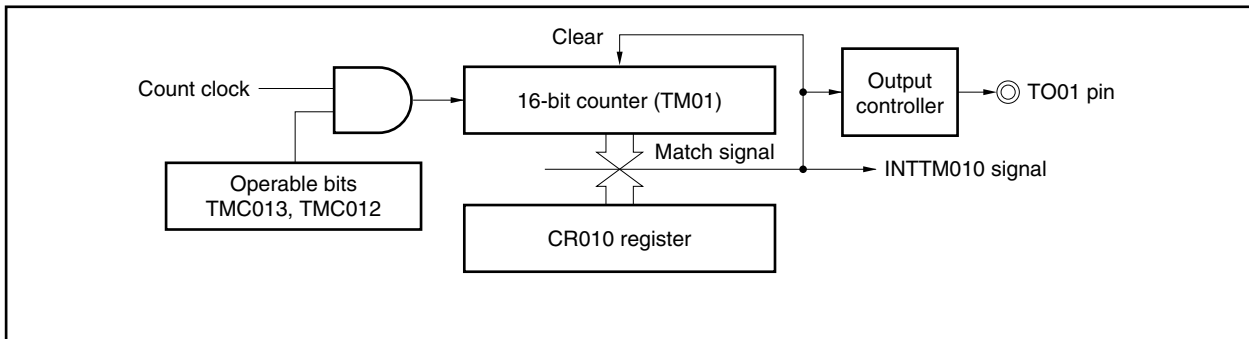 Clear
Count clock
16-bit counter (TM01)
Output
controller
TO01 pin
Match signal
INTTM010 signal
Operable bits
TMC013, TMC012
CR010 register